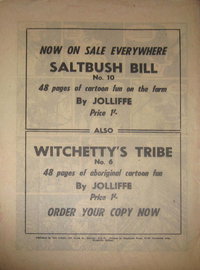 NOW ON SALE EVERYWHERE
SALTBUSH BILL
No. 10
48 pages of cartoon fun on the farm
By JOLLIFFE
Price 1/-
ALSO
WITCHETTY'S TRIBE
No. 6
48 pages of aboriginal cartoon fun
By JOLLIFFE
Price 1/-
ORDER YOUR COPY NOW